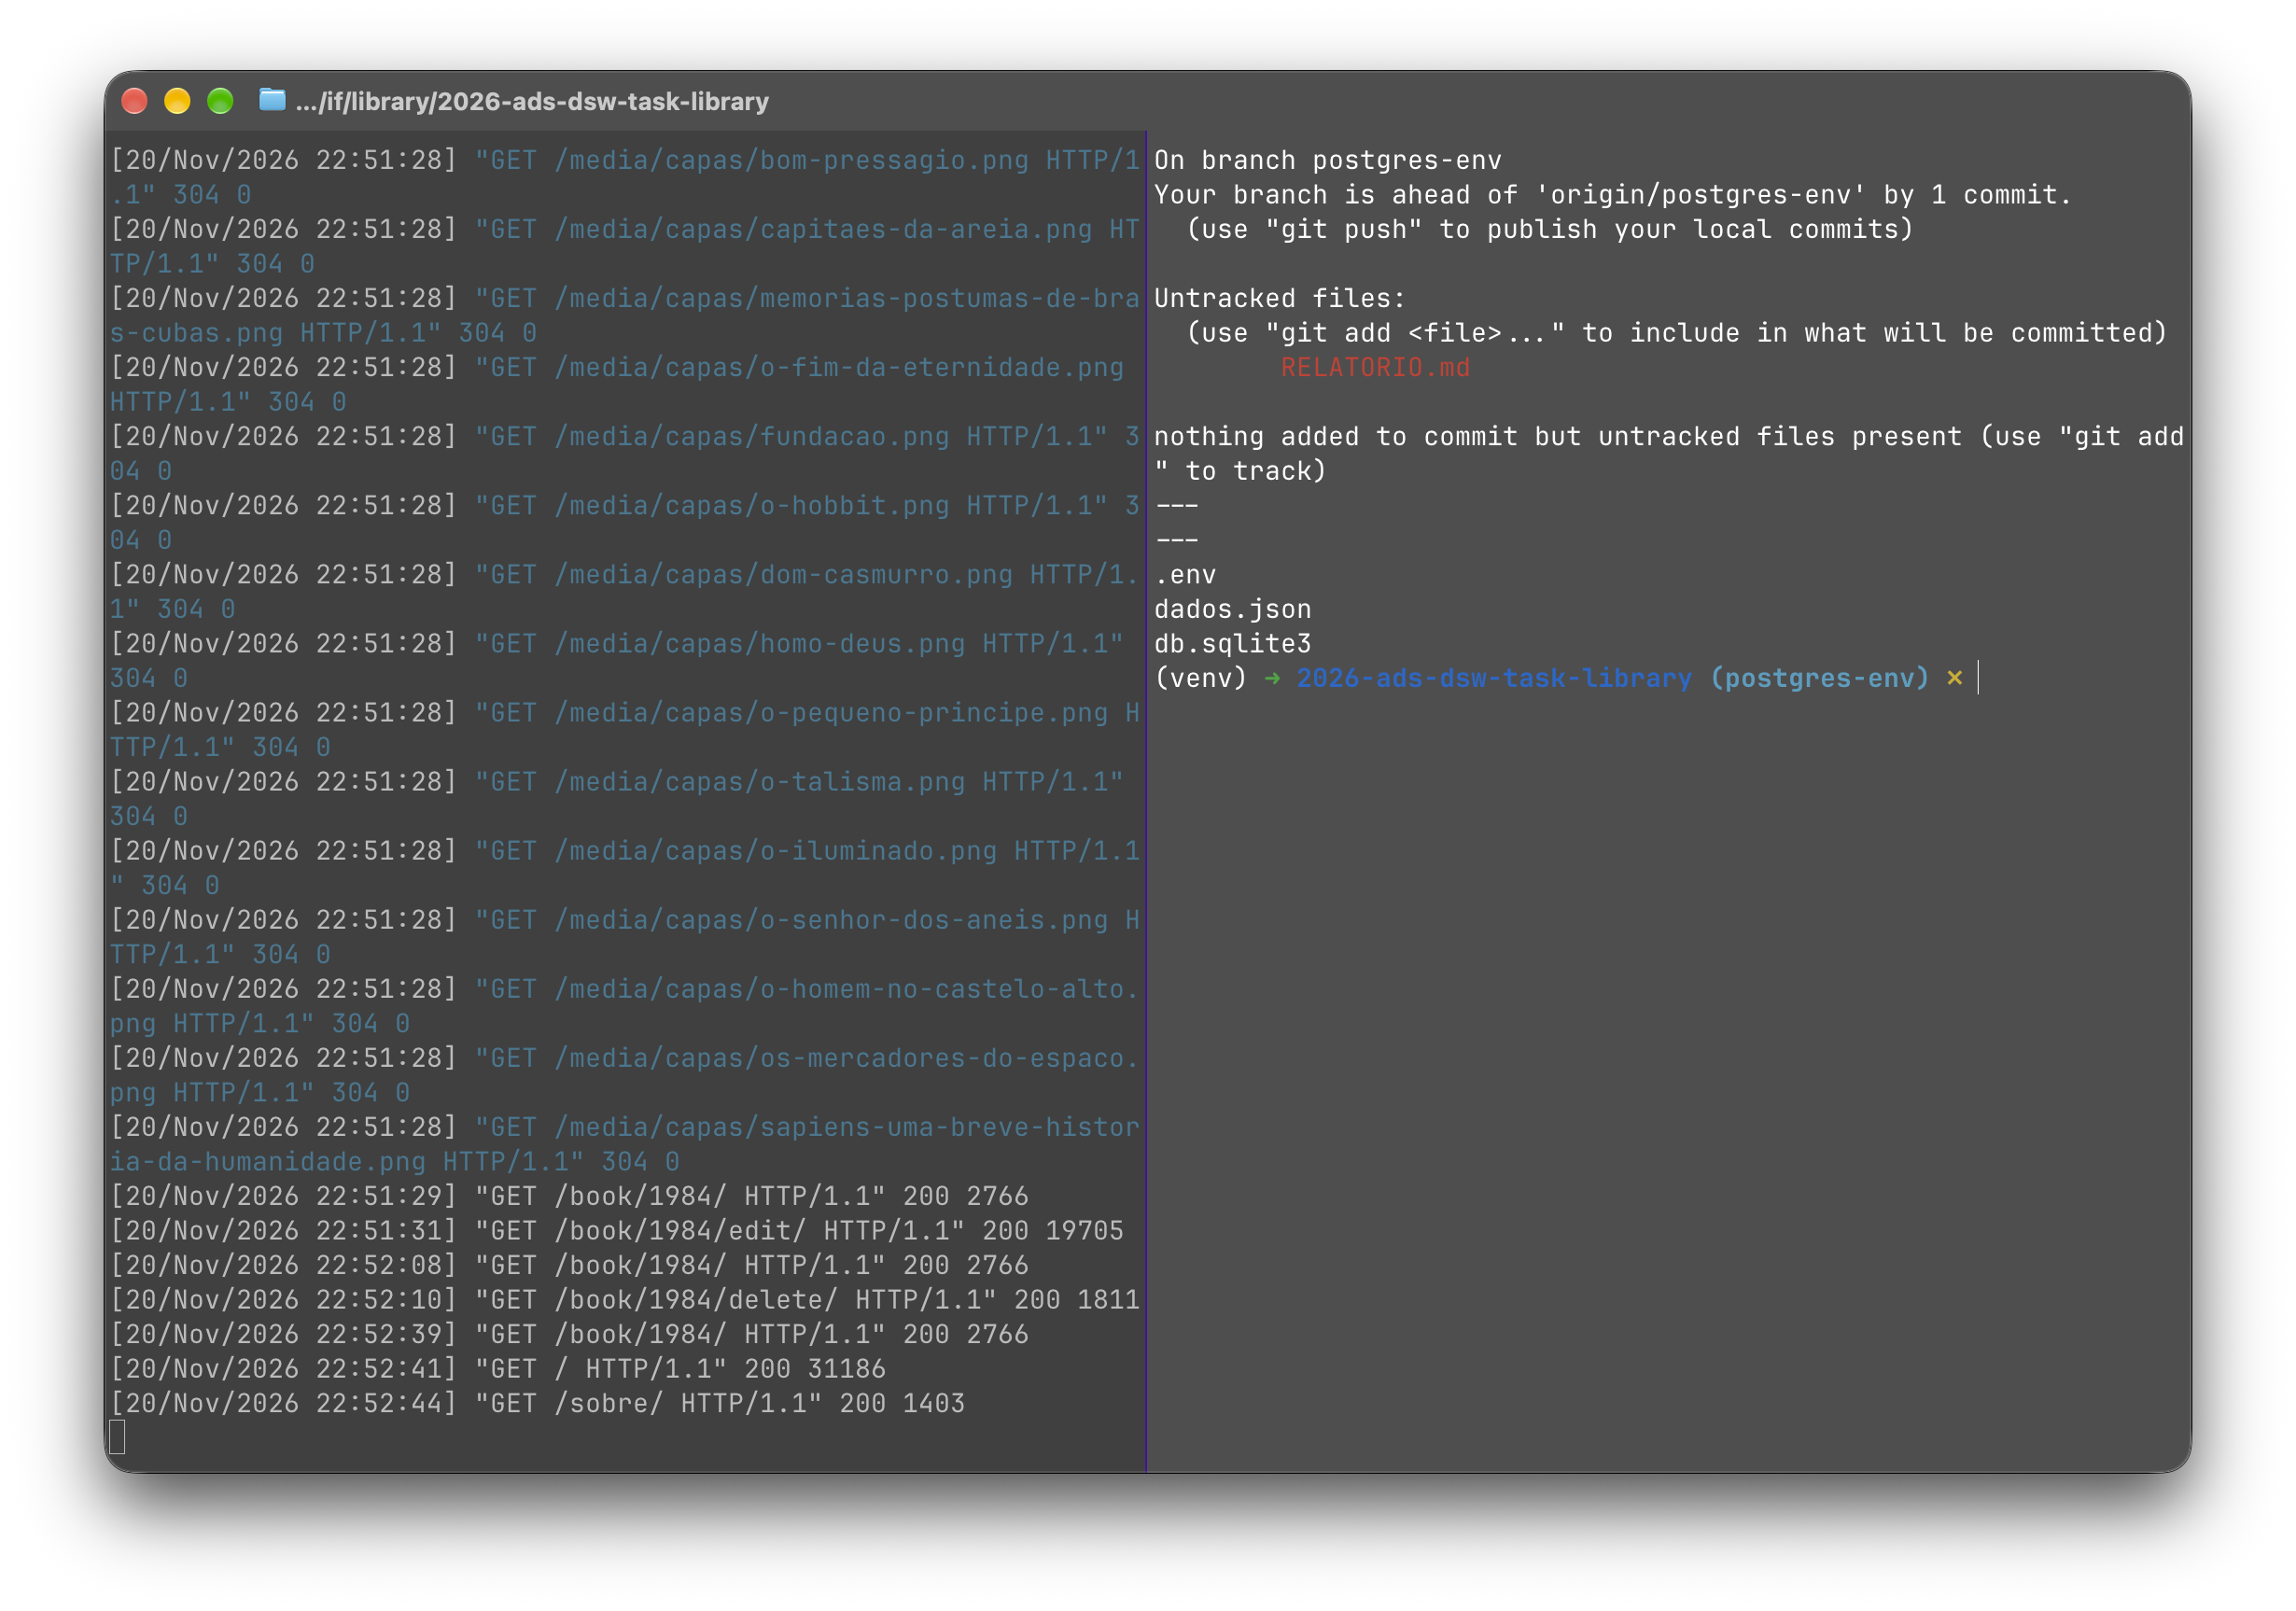 .../if/library/2026-ads-dsw-task-library
[20/Nov/2026 22:51:28] "GET /media/capas/bom-pressagio.png HTTP/1
.1" 304 0
[20/Nov/2026 22:51:28] "GET /media/capas/capitaes-da-areia.png HT
TP/1.1" 304 0
[20/Nov/2026 22:51:28] "GET /media/capas/memorias-postumas-de-bra
s-cubas.png HTTP/1.1" 304 0
[20/Nov/2026 22:51:28] "GET /media/capas/o-fim-da-eternidade.png
HTTP/1.1" 304 0
[20/Nov/2026 22:51:28] "GET /media/capas/fundacao.png HTTP/1.1" 3
04 0
[20/Nov/2026 22:51:28] "GET /media/capas/o-hobbit.png HTTP/1.1" 3
04 0
[20/Nov/2026 22:51:28] "GET /media/capas/dom-casmurro.png HTTP/1.
1" 304 0
[20/Nov/2026 22:51:28] "GET /media/capas/homo-deus.png HTTP/1.1"
304 0
[20/Nov/2026 22:51:28] "GET /media/capas/o-pequeno-principe.png H
TTP/1.1" 304 0
[20/Nov/2026 22:51:28] "GET /media/capas/o-talisma.png HTTP/1.1"
304 0
[20/Nov/2026 22:51:28] "GET /media/capas/o-iluminado.png HTTP/1.1
" 304 0
[20/Nov/2026 22:51:28] "GET /media/capas/o-senhor-dos-aneis.png H
TTP/1.1" 304 0
[20/Nov/2026 22:51:28] "GET /media/capas/o-homem-no-castelo-alto.
png HTTP/1.1" 304 0
[20/Nov/2026 22:51:28] "GET /media/capas/os-mercadores-do-espaco.
png HTTP/1.1" 304 0
[20/Nov/2026 22:51:28] "GET /media/capas/sapiens-uma-breve-histor
ia-da-humanidade.png HTTP/1.1" 304 0
[20/Nov/2026 22:51:29] "GET /book/1984/ HTTP/1.1" 200 2766
[20/Nov/2026 22:51:31] "GET /book/1984/edit/ HTTP/1.1" 200 19705
[20/Nov/2026 22:52:08] "GET /book/1984/ HTTP/1.1" 200 2766
[20/Nov/2026 22:52:10] "GET /book/1984/delete/ HTTP/1.1" 200 1811
[20/Nov/2026 22:52:39] "GET /book/1984/ HTTP/1.1" 200 2766
[20/Nov/2026 22:52:41] "GET / HTTP/1.1" 200 31186
[20/Nov/2026 22:52:44] "GET /sobre/ HTTP/1.1" 200 1403
On branch postgres-env
Your branch is ahead of 'origin/postgres-env' by 1 commit.
  (use "git push" to publish your local commits)
Untracked files:
  (use "git add <file>..." to include in what will be committed)
        RELATORIO.md
nothing added to commit but untracked files present (use "git add
" to track)
---
---
.env
dados.json
db.sqlite3
(venv) → 2026-ads-dsw-task-library (postgres-env) ×